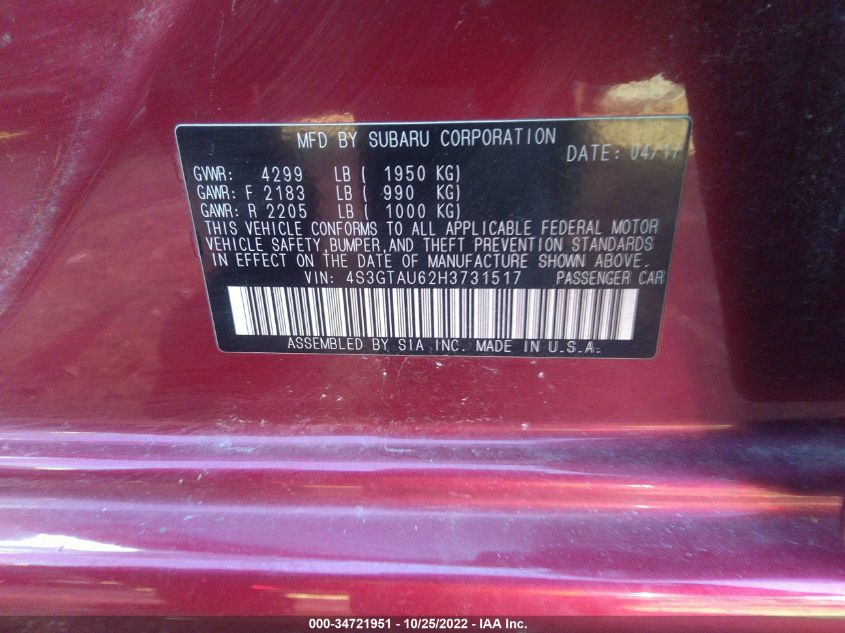 MFD BY SUBARU CORPORATION
DATE: 04/17
GVWR: 4299 LB ( 1950 KG)
GAWR: F 2183 LB ( 990 KG)
GAWR: R 2205 LB ( 1000 KG)
THIS VEHICLE CONFORMS TO ALL APPLICABLE FEDERAL MOTOR
VEHICLE SAFETY,BUMPER,AND THEFT PREVENTION STANDARDS
IN EFFECT ON THE DATE OF MANUFACTURE SHOWN ABOVE.
VIN: 4S3GTAU62H3731517 PASSENGER CAR
ASSEMBLED BY SIA INC. MADE IN U.S.A.
000-34721951 - 10/25/2022 - IAA Inc.